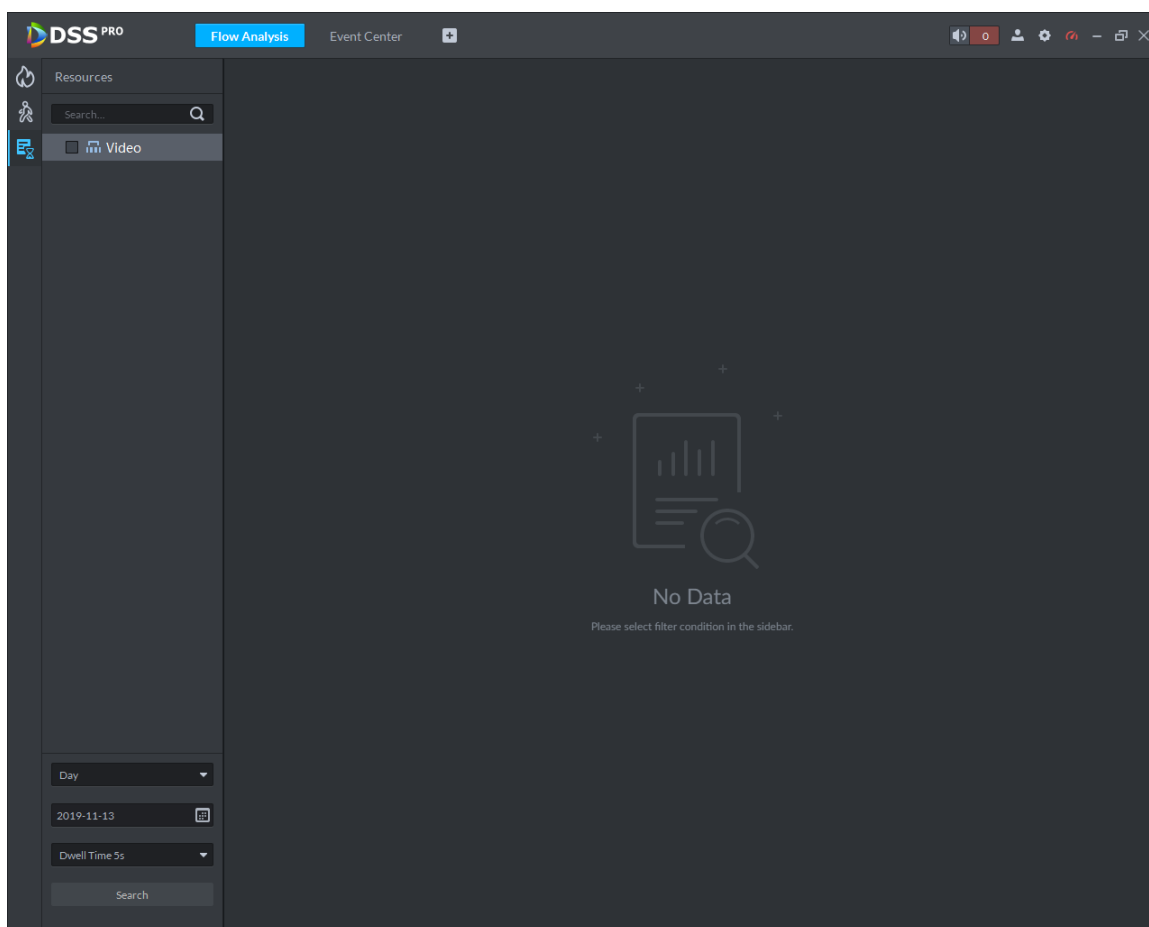 DSS PRO Flow Analysis Event Center 0
Resources
Search...
Video
No Data
Please select filter condition in the sidebar.
Day
2019-11-13
Dwell Time 5s
Search